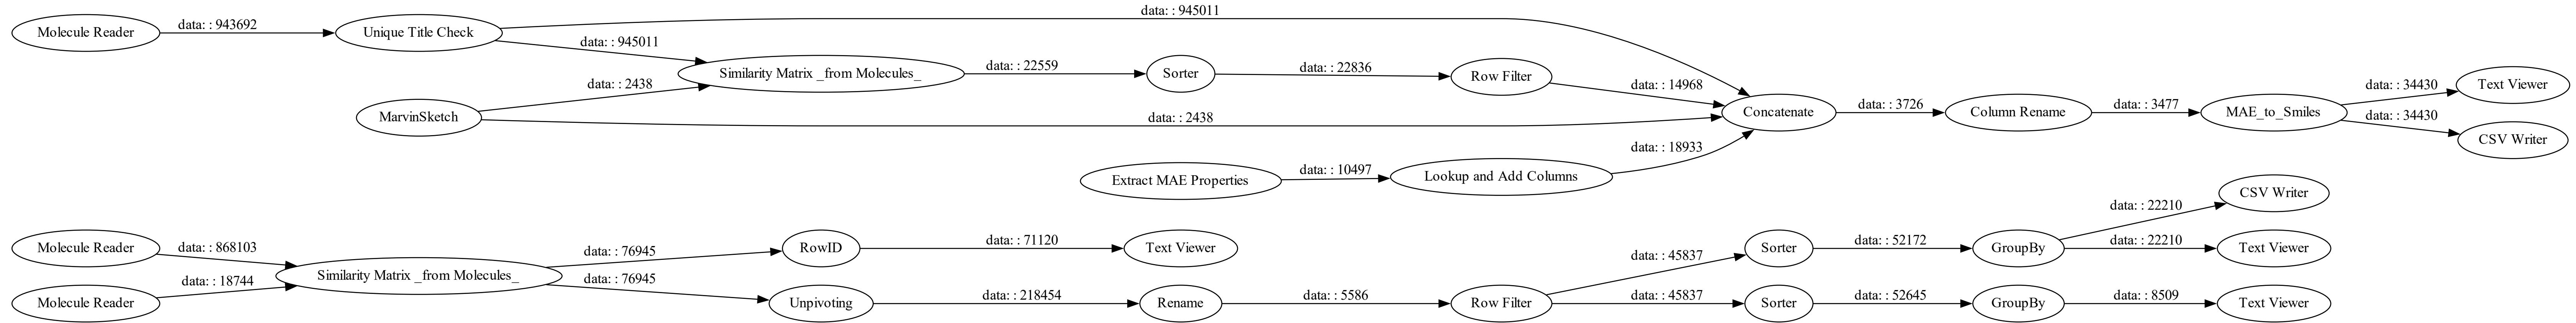 Molecule Reader
data: : 943692
Unique Title Check
data: : 945011
data: : 945011
MarvinSketch
data: : 2438
data: : 2438
Similarity Matrix _from Molecules_
data: : 22559
Sorter
data: : 22836
Row Filter
data: : 14968
Extract MAE Properties
data: : 10497
Lookup and Add Columns
data: : 18933
Concatenate
data: : 3726
Column Rename
data: : 3477
MAE_to_Smiles
data: : 34430
Text Viewer
data: : 34430
CSV Writer
Molecule Reader
data: : 868103
Molecule Reader
data: : 18744
Similarity Matrix _from Molecules_
data: : 76945
RowID
data: : 71120
Text Viewer
data: : 76945
Unpivoting
data: : 218454
Rename
data: : 5586
Row Filter
data: : 45837
Sorter
data: : 52172
GroupBy
data: : 22210
CSV Writer
data: : 22210
Text Viewer
data: : 45837
Sorter
data: : 52645
GroupBy
data: : 8509
Text Viewer